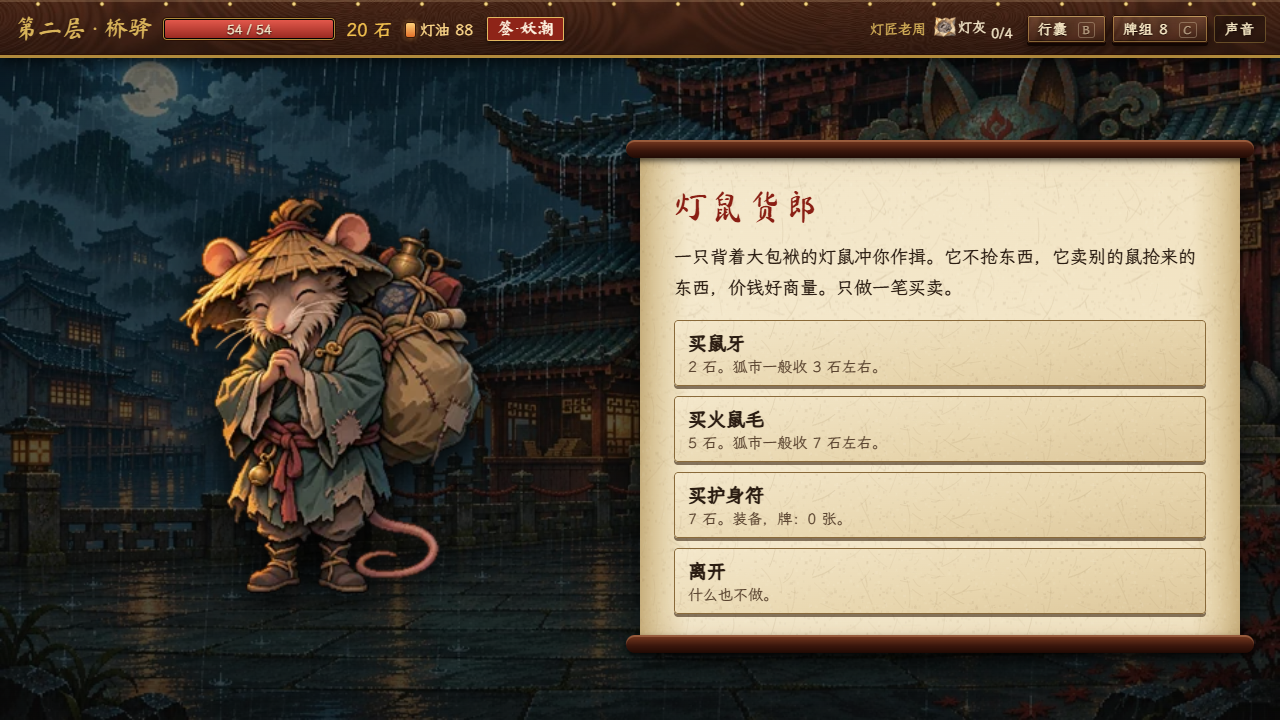 第二层·桥驿
54 / 54
20 石
灯油 88
签·妖潮
灯匠老周
灯灰 0/4
行囊 B
牌组 8 C
声音
灯鼠货郎
一只背着大包袱的灯鼠冲你作揖。它不抢东西，它卖别的鼠抢来的
东西，价钱好商量。只做一笔买卖。
买鼠牙
2 石。狐市一般收 3 石左右。
买火鼠毛
5 石。狐市一般收 7 石左右。
买护身符
7 石。装备，牌：0 张。
离开
什么也不做。